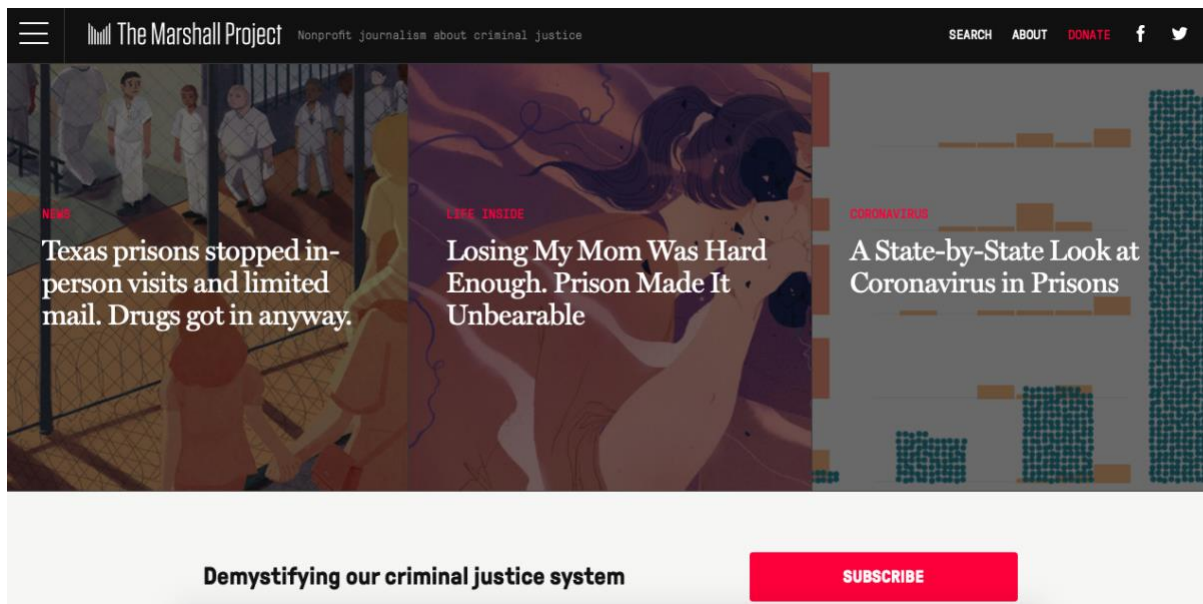 The Marshall Project Nonprofit journalism about criminal justice SEARCH ABOUT DONATE
NEWS
Texas prisons stopped in-
person visits and limited
mail. Drugs got in anyway.
LIFE INSIDE
Losing My Mom Was Hard
Enough. Prison Made It
Unbearable
CORONAVIRUS
A State-by-State Look at
Coronavirus in Prisons
Demystifying our criminal justice system
SUBSCRIBE